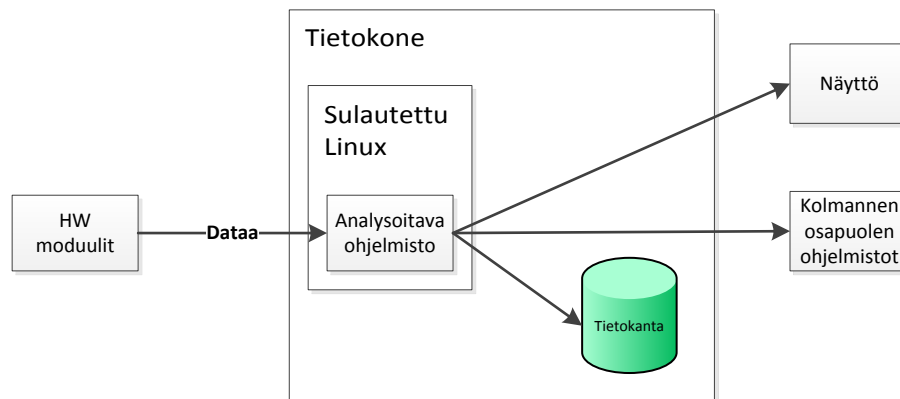 Tietokone
Sulautettu
Linux
HW
moduulit
Dataa
Analysoitava
ohjelmisto
Näyttö
Kolmannen
osapuolen
ohjelmistot
Tietokanta